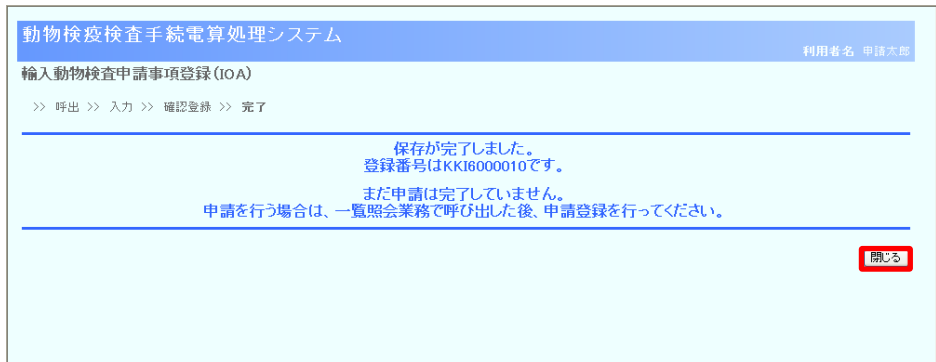 動物検疫検査手続電算処理システム
利用者名 申請太郎
輸入動物検査申請事項登録(IOA)
>> 呼出 >> 入力 >> 確認登録 >> 完了
保存が完了しました。
登録番号はKKI6000010です。
まだ申請は完了していません。
申請を行う場合は、一覧照会業務で呼び出した後、申請登録を行ってください。
閉じる